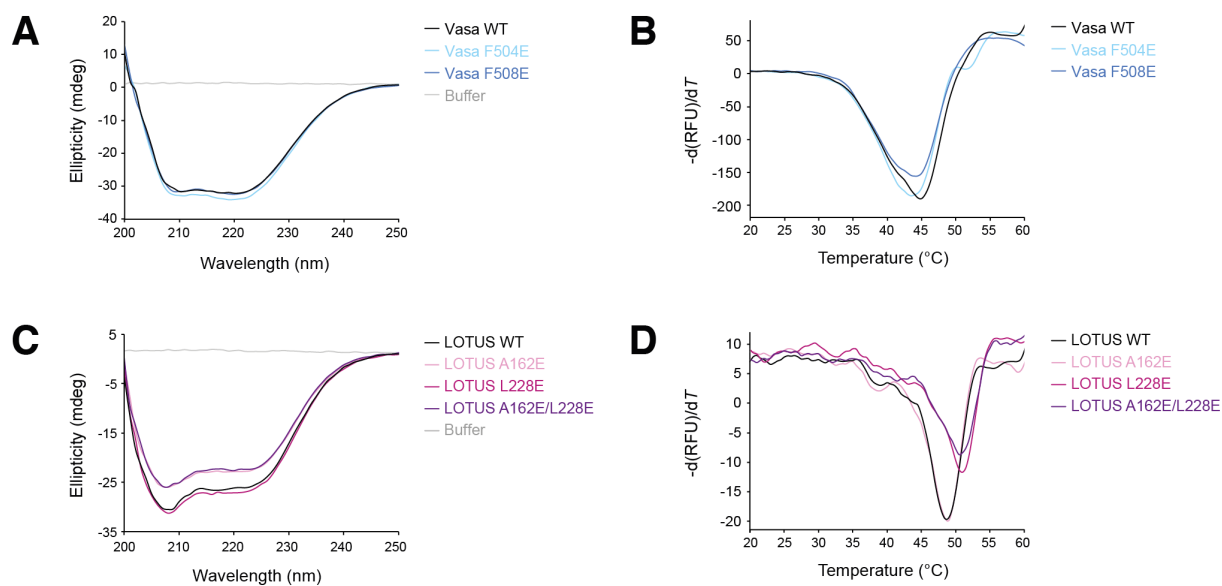 A
20
10
0
-10
-20
-30
-40
200
210
220
230
240
250
Ellipticity (mdeg)
Wavelength (nm)
Vasa WT
Vasa F504E
Vasa F508E
Buffer
B
50
0
-50
-100
-150
-200
20
25
30
35
40
45
50
55
60
-d(RFU)/dT
Temperature (°C)
Vasa WT
Vasa F504E
Vasa F508E
C
5
-5
-15
-25
-35
200
210
220
230
240
250
Ellipticity (mdeg)
Wavelength (nm)
LOTUS WT
LOTUS A162E
LOTUS L228E
LOTUS A162E/L228E
Buffer
D
10
5
0
-5
-10
-15
-20
20
25
30
35
40
45
50
55
60
-d(RFU)/dT
Temperature (°C)
LOTUS WT
LOTUS A162E
LOTUS L228E
LOTUS A162E/L228E